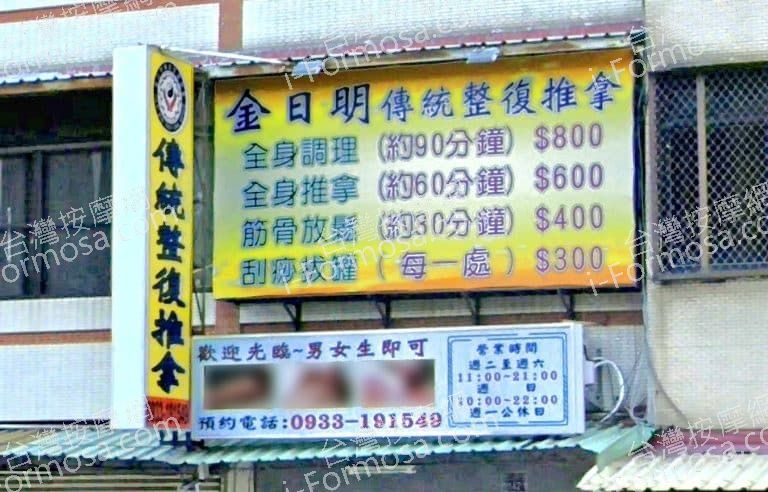 金日明傳統整復推拿
全身調理 (約90分鐘) $800
全身推拿 (約60分鐘) $600
筋骨放鬆 (約30分鐘) $400
刮痧拔罐 ( 每一處 ) $300
傳統整復推拿
歡迎光臨~男女生即可
預約電話:0933-191549
營業時間
週二至週六
11:00~21:00
週 日
10:00~22:00
週一公休日
台灣按摩網
i-Formosa.com